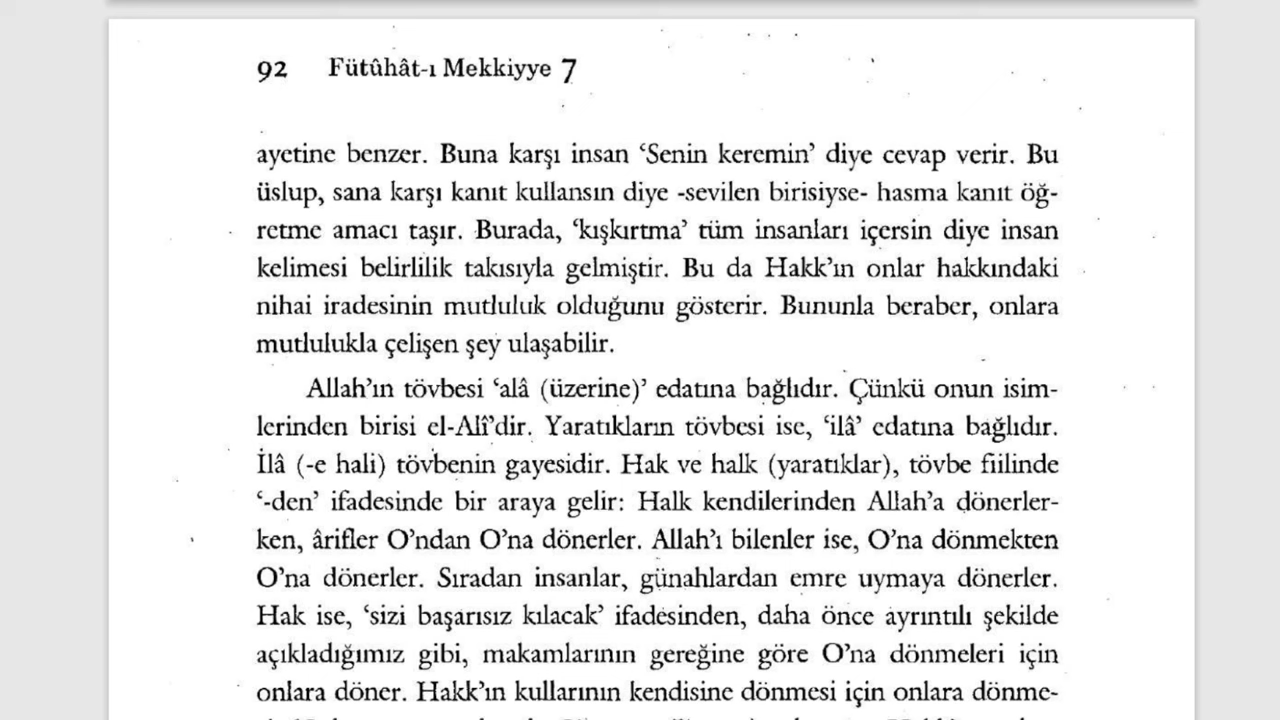 92 Fütûhât-ı Mekkiyye 7
ayetine benzer. Buna karşı insan ‘Senin keremin’ diye cevap verir. Bu
üslup, sana karşı kanıt kullansın diye -sevilen birisiyse- hasma kanıt öğ-
retme amacı taşır. Burada, ‘kışkırtma’ tüm insanları içersin diye insan
kelimesi belirlilik takısıyla gelmiştir. Bu da Hakk’ın onlar hakkındaki
nihai iradesinin mutluluk olduğunu gösterir. Bununla beraber, onlara
mutlulukla çelişen şey ulaşabilir.
Allah’ın tövbesi ‘alâ (üzerine)’ edatına bağlıdır. Çünkü onun isim-
lerinden birisi el-Alî’dir. Yaratıkların tövbesi ise, ‘ilâ’ edatına bağlıdır.
İlâ (-e hali) tövbenin gayesidir. Hak ve halk (yaratıklar), tövbe fiilinde
‘-den’ ifadesinde bir araya gelir: Halk kendilerinden Allah’a dönerler-
ken, ârifler O’ndan O’na dönerler. Allah’ı bilenler ise, O’na dönmekten
O’na dönerler. Sıradan insanlar, günahlardan emre uymaya dönerler.
Hak ise, ‘sizi başarısız kılacak’ ifadesinden, daha önce ayrıntılı şekilde
açıkladığımız gibi, makamlarının gereğine göre O’na dönmeleri için
onlara döner. Hakk’ın kullarının kendisine dönmesi için onlara dönme-